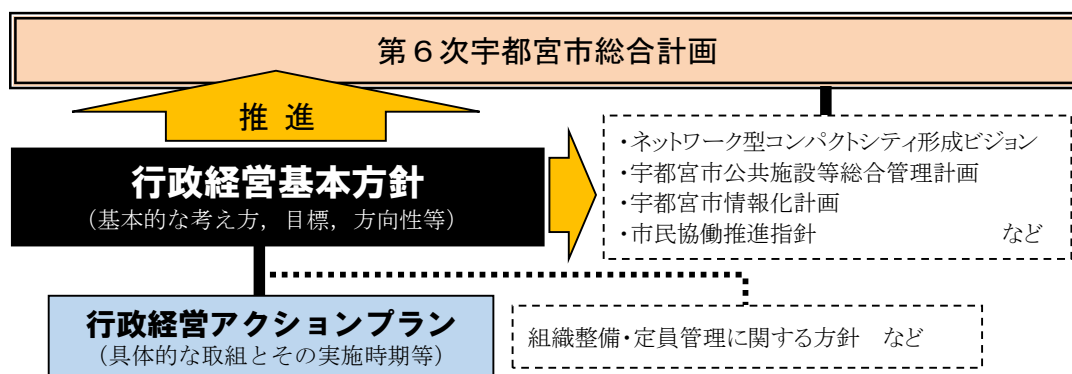 第６次宇都宮市総合計画
推 進
行政経営基本方針
（基本的な考え方，目標，方向性等）
・ネットワーク型コンパクトシティ形成ビジョン
・宇都宮市公共施設等総合管理計画
・宇都宮市情報化計画
・市民協働推進指針　など
行政経営アクションプラン
（具体的な取組とその実施時期等）
組織整備・定員管理に関する方針　など